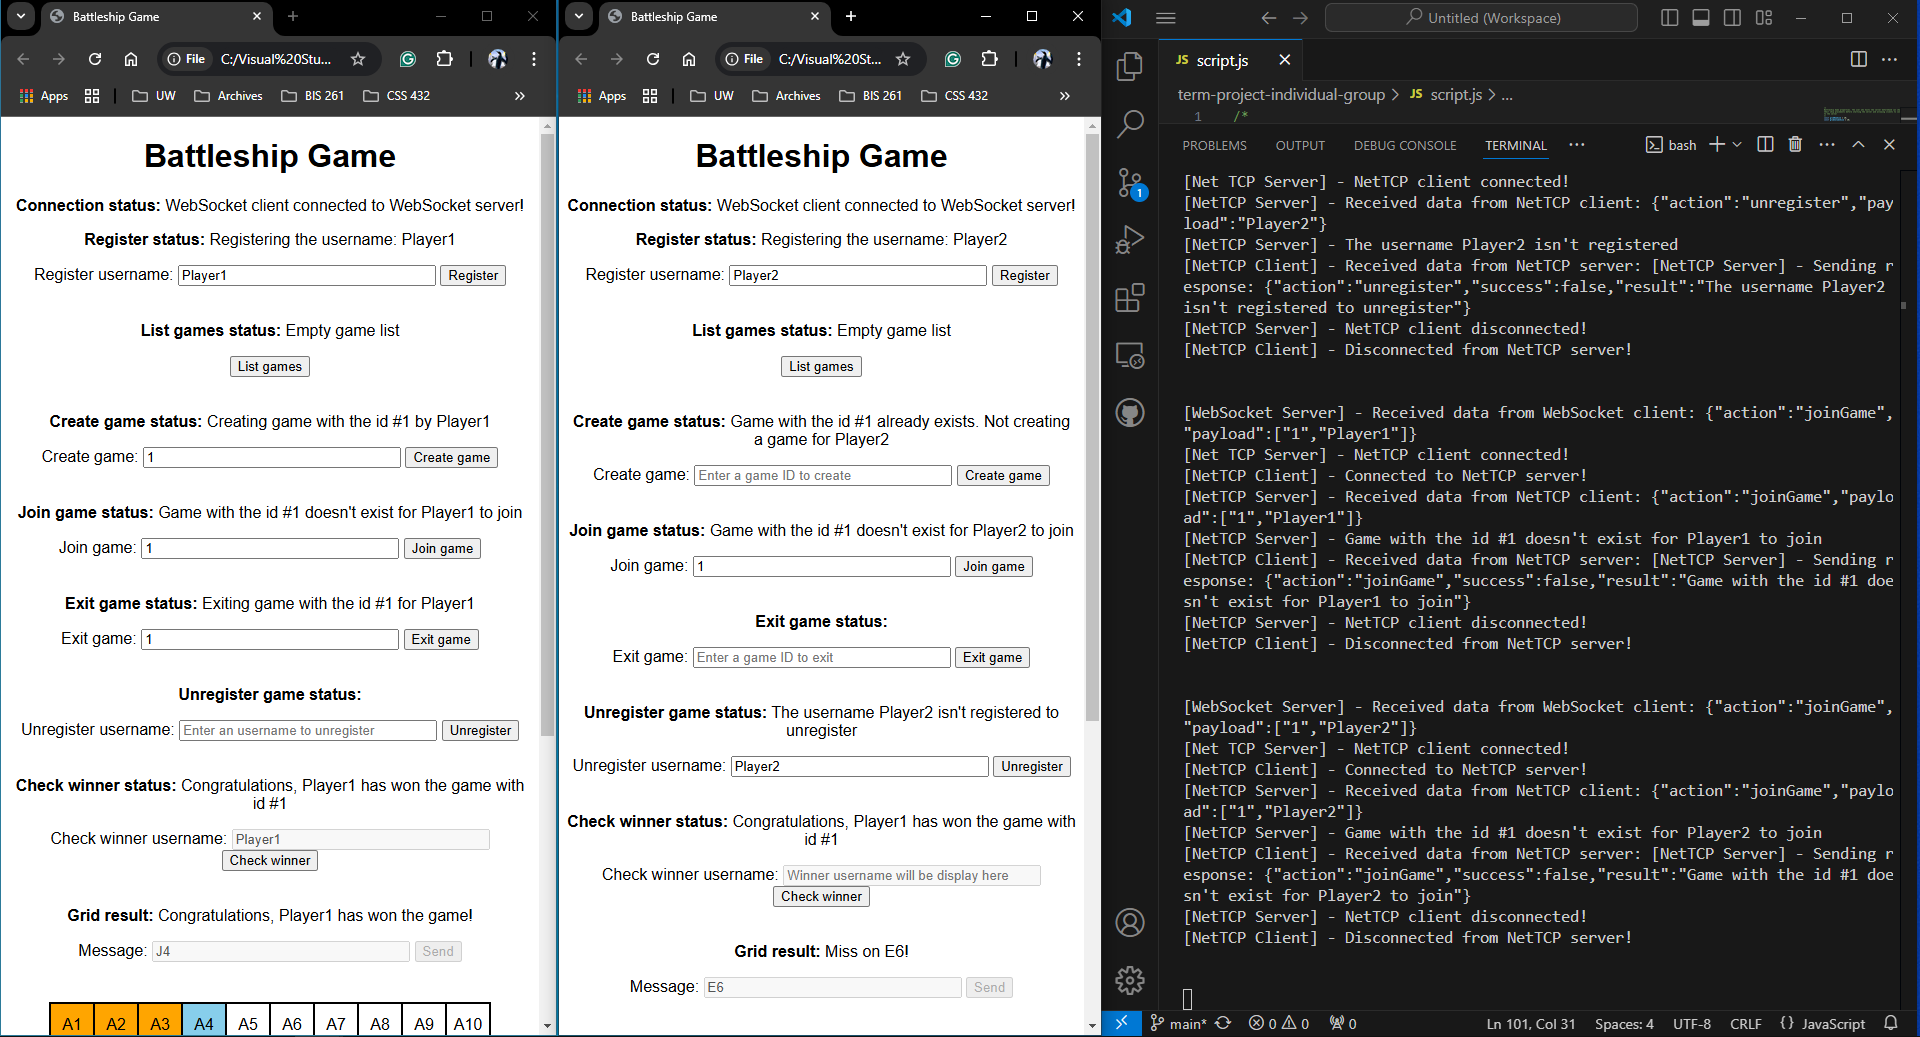 Battleship Game
File
C:/Visual%20Stu...
Apps
UW
Archives
BIS 261
CSS 432
Battleship Game
Connection status: WebSocket client connected to WebSocket server!
Register status: Registering the username: Player1
Register username: Player1 Register
List games status: Empty game list
List games
Create game status: Creating game with the id #1 by Player1
Create game: 1 Create game
Join game status: Game with the id #1 doesn't exist for Player1 to join
Join game: 1 Join game
Exit game status: Exiting game with the id #1 for Player1
Exit game: 1 Exit game
Unregister game status:
Unregister username: Enter an username to unregister Unregister
Check winner status: Congratulations, Player1 has won the game with
id #1
Check winner username: Player1
Check winner
Grid result: Congratulations, Player1 has won the game!
Message: J4 Send
A1 A2 A3 A4 A5 A6 A7 A8 A9 A10
Battleship Game
File
C:/Visual%20St...
Apps
UW
Archives
BIS 261
CSS 432
Battleship Game
Connection status: WebSocket client connected to WebSocket server!
Register status: Registering the username: Player2
Register username: Player2 Register
List games status: Empty game list
List games
Create game status: Game with the id #1 already exists. Not creating
a game for Player2
Create game: Enter a game ID to create Create game
Join game status: Game with the id #1 doesn't exist for Player2 to join
Join game: 1 Join game
Exit game status:
Exit game: Enter a game ID to exit Exit game
Unregister game status: The username Player2 isn't registered to
unregister
Unregister username: Player2 Unregister
Check winner status: Congratulations, Player1 has won the game with
id #1
Check winner username: Winner username will be display here
Check winner
Grid result: Miss on E6!
Message: E6 Send
Untitled (Workspace)
JS script.js
term-project-individual-group > JS script.js > ...
1 /*
PROBLEMS OUTPUT DEBUG CONSOLE TERMINAL ... bash
[Net TCP Server] - NetTCP client connected!
[NetTCP Server] - Received data from NetTCP client: {"action":"unregister","pay
load":"Player2"}
[NetTCP Server] - The username Player2 isn't registered
[NetTCP Client] - Received data from NetTCP server: [NetTCP Server] - Sending r
esponse: {"action":"unregister","success":false,"result":"The username Player2
isn't registered to unregister"}
[NetTCP Server] - NetTCP client disconnected!
[NetTCP Client] - Disconnected from NetTCP server!
[WebSocket Server] - Received data from WebSocket client: {"action":"joinGame",
"payload":["1","Player1"]}
[Net TCP Server] - NetTCP client connected!
[NetTCP Client] - Connected to NetTCP server!
[NetTCP Server] - Received data from NetTCP client: {"action":"joinGame","paylo
ad":["1","Player1"]}
[NetTCP Server] - Game with the id #1 doesn't exist for Player1 to join
[NetTCP Client] - Received data from NetTCP server: [NetTCP Server] - Sending r
esponse: {"action":"joinGame","success":false,"result":"Game with the id #1 doe
sn't exist for Player1 to join"}
[NetTCP Server] - NetTCP client disconnected!
[NetTCP Client] - Disconnected from NetTCP server!
[WebSocket Server] - Received data from WebSocket client: {"action":"joinGame",
"payload":["1","Player2"]}
[Net TCP Server] - NetTCP client connected!
[NetTCP Client] - Connected to NetTCP server!
[NetTCP Server] - Received data from NetTCP client: {"action":"joinGame","paylo
ad":["1","Player2"]}
[NetTCP Server] - Game with the id #1 doesn't exist for Player2 to join
[NetTCP Client] - Received data from NetTCP server: [NetTCP Server] - Sending r
esponse: {"action":"joinGame","success":false,"result":"Game with the id #1 doe
sn't exist for Player2 to join"}
[NetTCP Server] - NetTCP client disconnected!
[NetTCP Client] - Disconnected from NetTCP server!
1
main* 0 0 0 Ln 101, Col 31 Spaces: 4 UTF-8 CRLF {} JavaScript